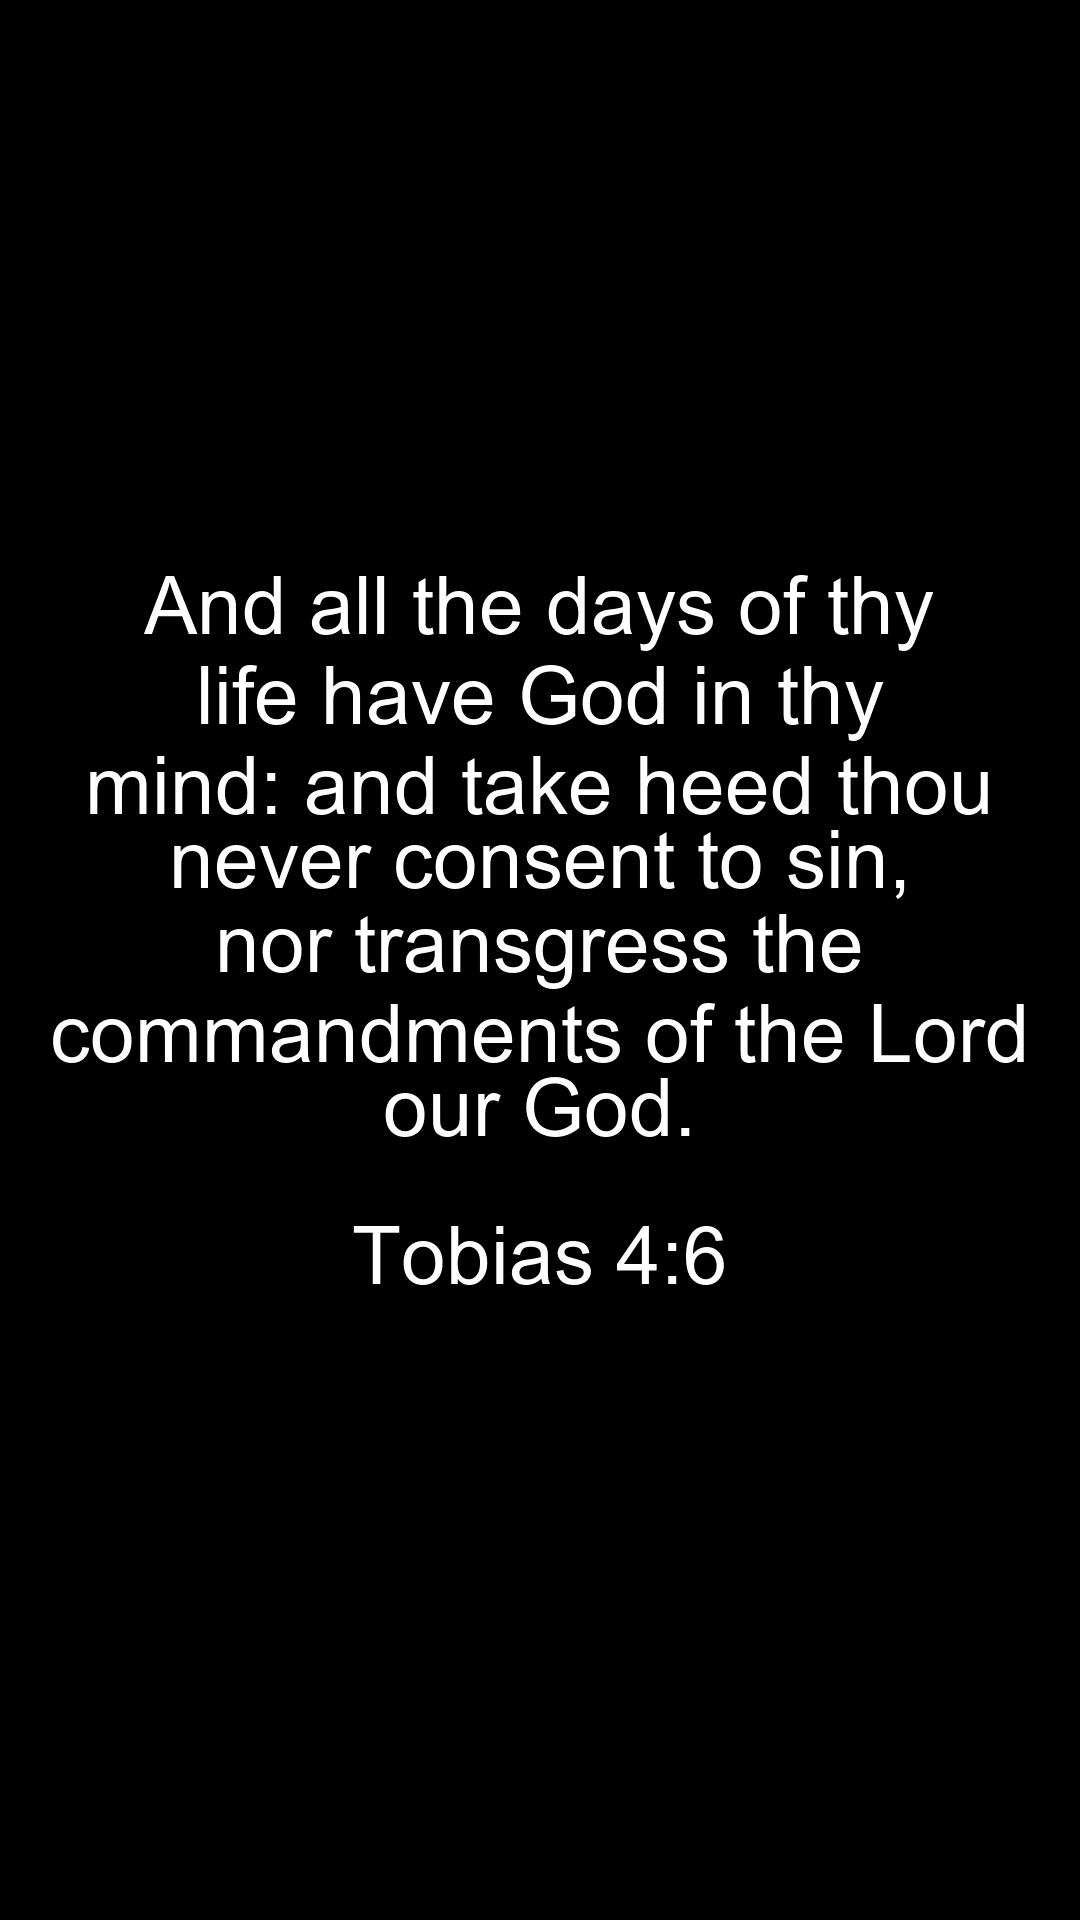 And all the days of thy
life have God in thy
mind: and take heed thou
never consent to sin,
nor transgress the
commandments of the Lord
our God.
Tobias 4:6